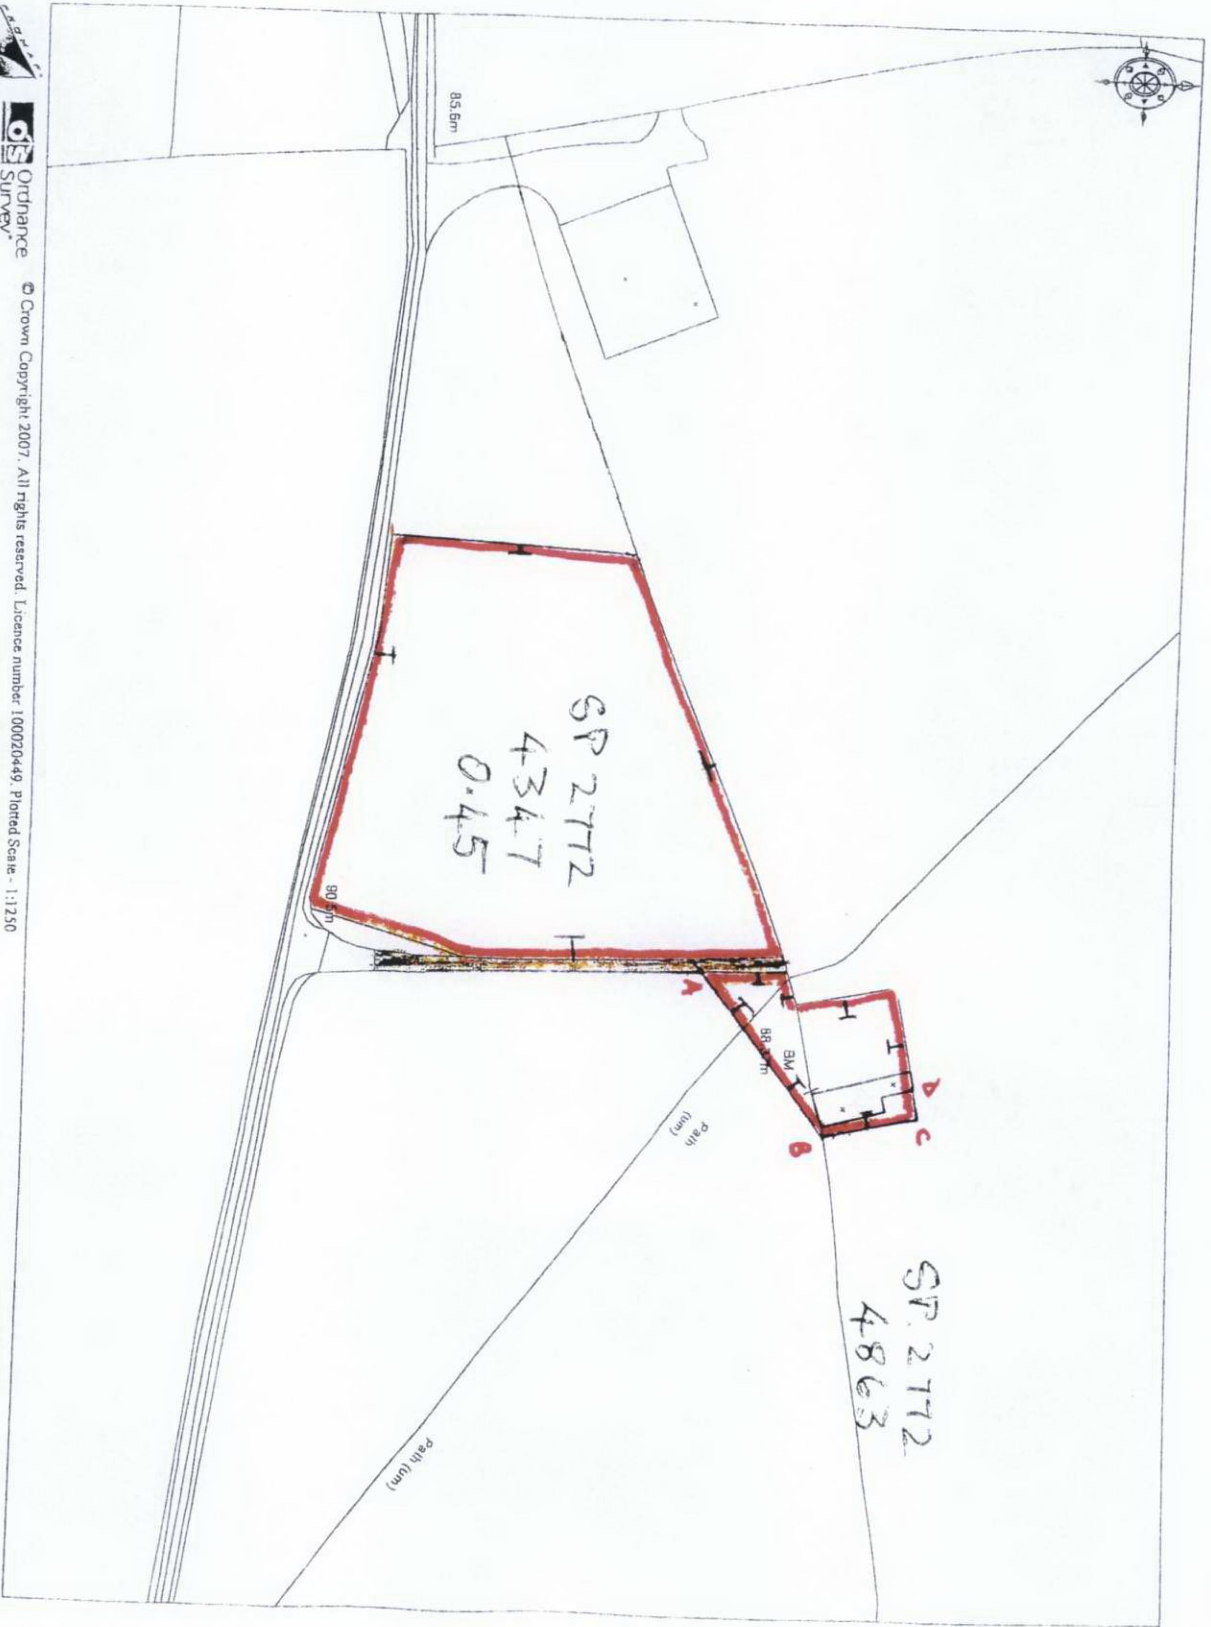 85.6m
SP 2772
4347
0.45
90.5m
A
BM
88.
m
B
C
D
Path
(um)
Path (um)
SP. 2772
4863
Ordnance
Survey
© Crown Copyright 2007. All rights reserved. Licence number 100020449. Plotted Scale - 1:1250